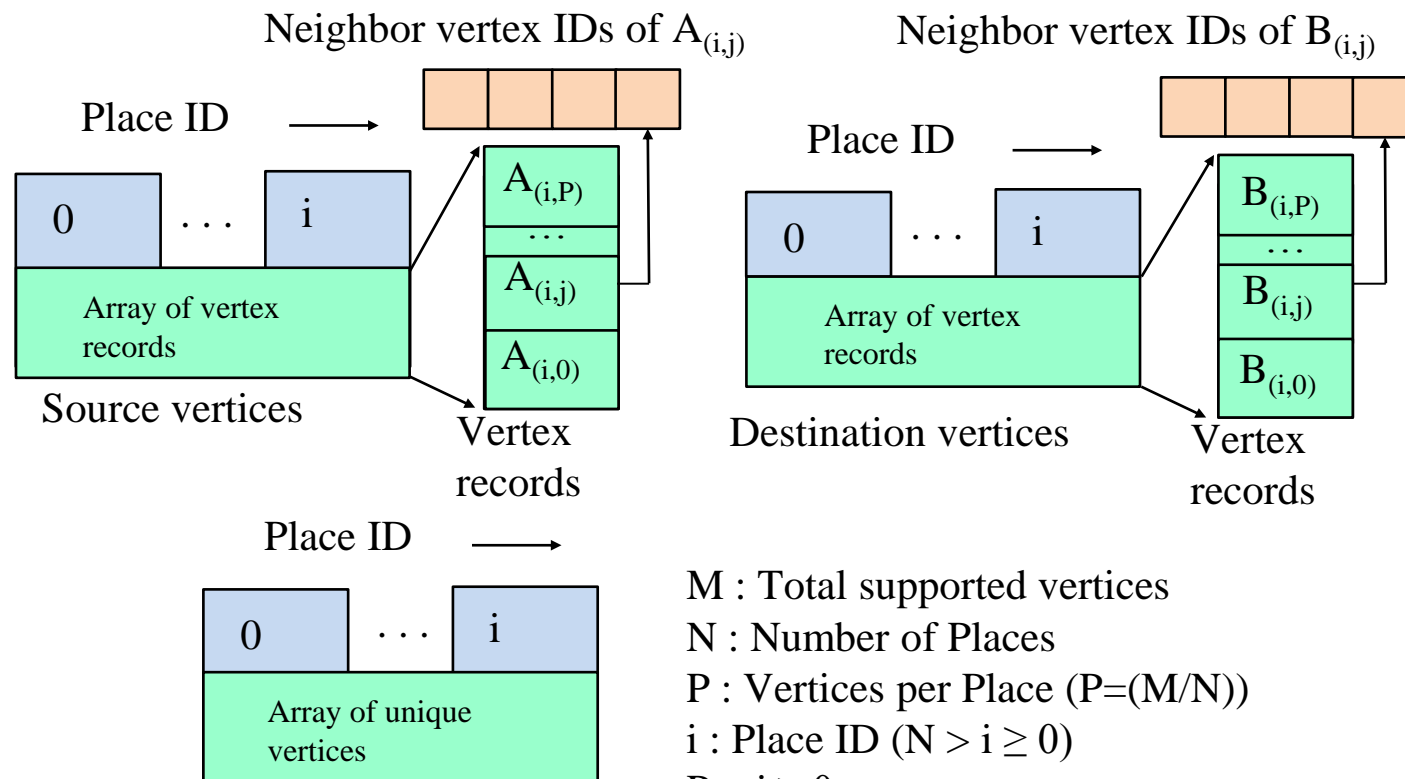 Neighbor vertex IDs of A(i,j)
Place ID
0 . . . i
A(i,P)
...
A(i,j)
A(i,0)
Array of vertex
records
Source vertices
Vertex
records
Neighbor vertex IDs of B(i,j)
Place ID
0 . . . i
B(i,P)
...
B(i,j)
B(i,0)
Array of vertex
records
Destination vertices
Vertex
records
Place ID
0 . . . i
Array of unique
vertices
M : Total supported vertices
N : Number of Places
P : Vertices per Place (P=(M/N))
i : Place ID (N > i ≥ 0)